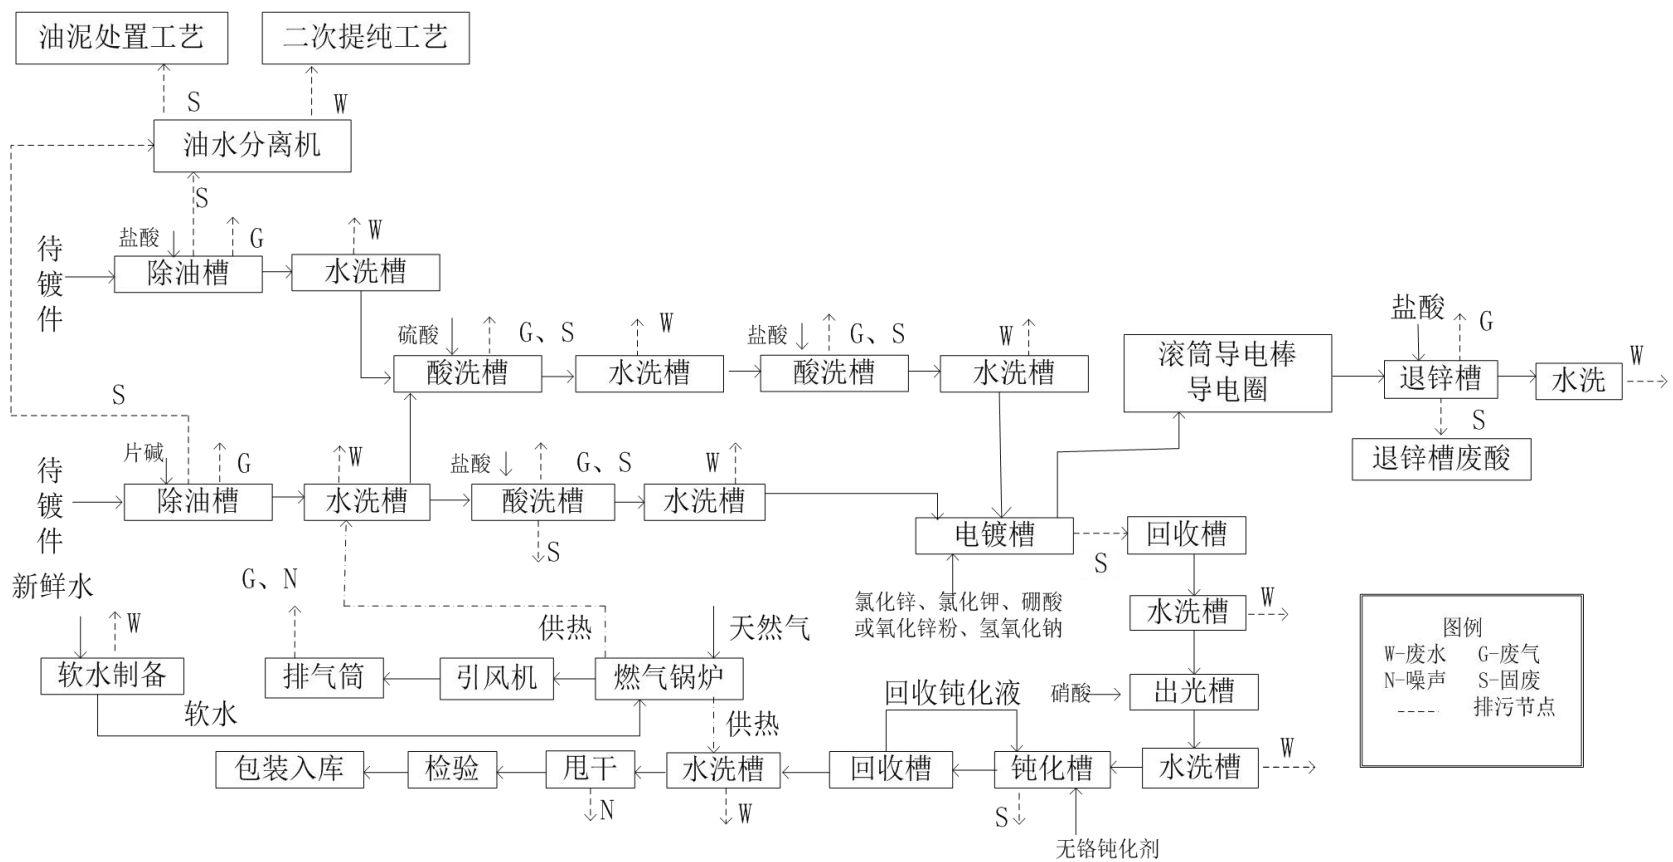 油泥处置工艺
二次提纯工艺
S
W
油水分离机
S
待镀件
盐酸
G
除油槽
W
水洗槽
硫酸
G、S
酸洗槽
W
水洗槽
盐酸
G、S
酸洗槽
W
水洗槽
滚筒导电棒
导电圈
盐酸
G
退锌槽
W
水洗
S
退锌槽废酸
S
待镀件
片碱
G
除油槽
W
水洗槽
盐酸
G、S
酸洗槽
S
W
水洗槽
电镀槽
S
回收槽
氯化锌、氯化钾、硼酸
或氧化锌粉、氢氧化钠
W
水洗槽
新鲜水
W
软水制备
软水
G、N
排气筒
引风机
供热
天然气
燃气锅炉
供热
硝酸
出光槽
回收钝化液
包装入库
检验
甩干
N
水洗槽
W
回收槽
钝化槽
S
无铬钝化剂
水洗槽
W
图例
W-废水 G-废气
N-噪声 S-固废
排污节点